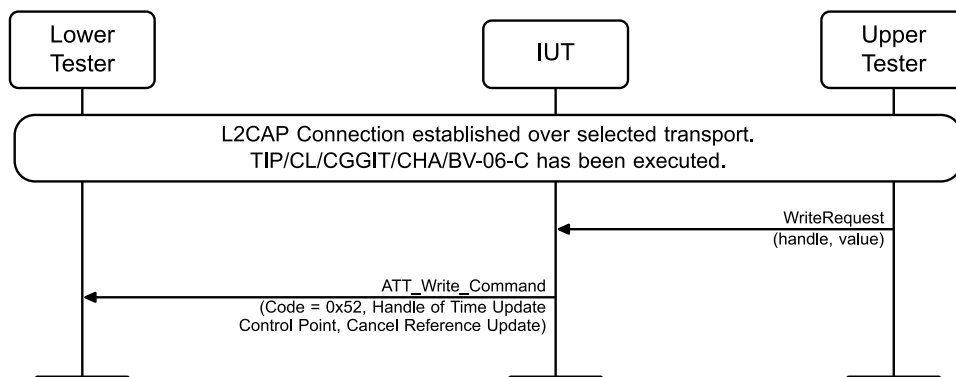 Lower
Tester
IUT
Upper
Tester
L2CAP Connection established over selected transport.
TIP/CL/CGGIT/CHA/BV-06-C has been executed.
WriteRequest
(handle, value)
ATT_Write_Command
(Code = 0x52, Handle of Time Update
Control Point, Cancel Reference Update)